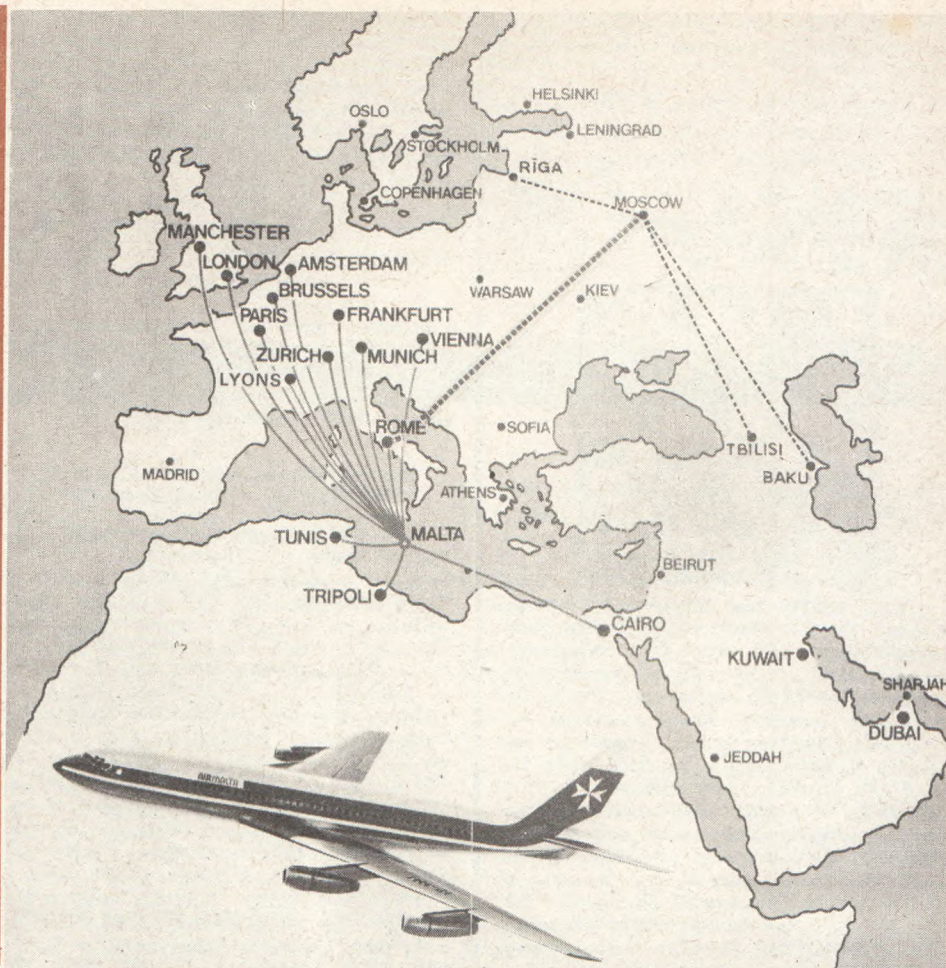 HELSINKI
OSLO
LENINGRAD
STOCKHOLM
RĪGA
COPENHAGEN
MOSCOW
MANCHESTER
LONDON
AMSTERDAM
WARSAW
KIEV
BRUSSELS
PARIS
FRANKFURT
VIENNA
ZURICH
MUNICH
LYONS
ROME
SOFIA
TBILISI
MADRID
BAKU
ATHENS
TUNIS
MALTA
BEIRUT
TRIPOLI
CAIRO
KUWAIT
SHARJAH
DUBAI
JEDDAH
AIRMALTA